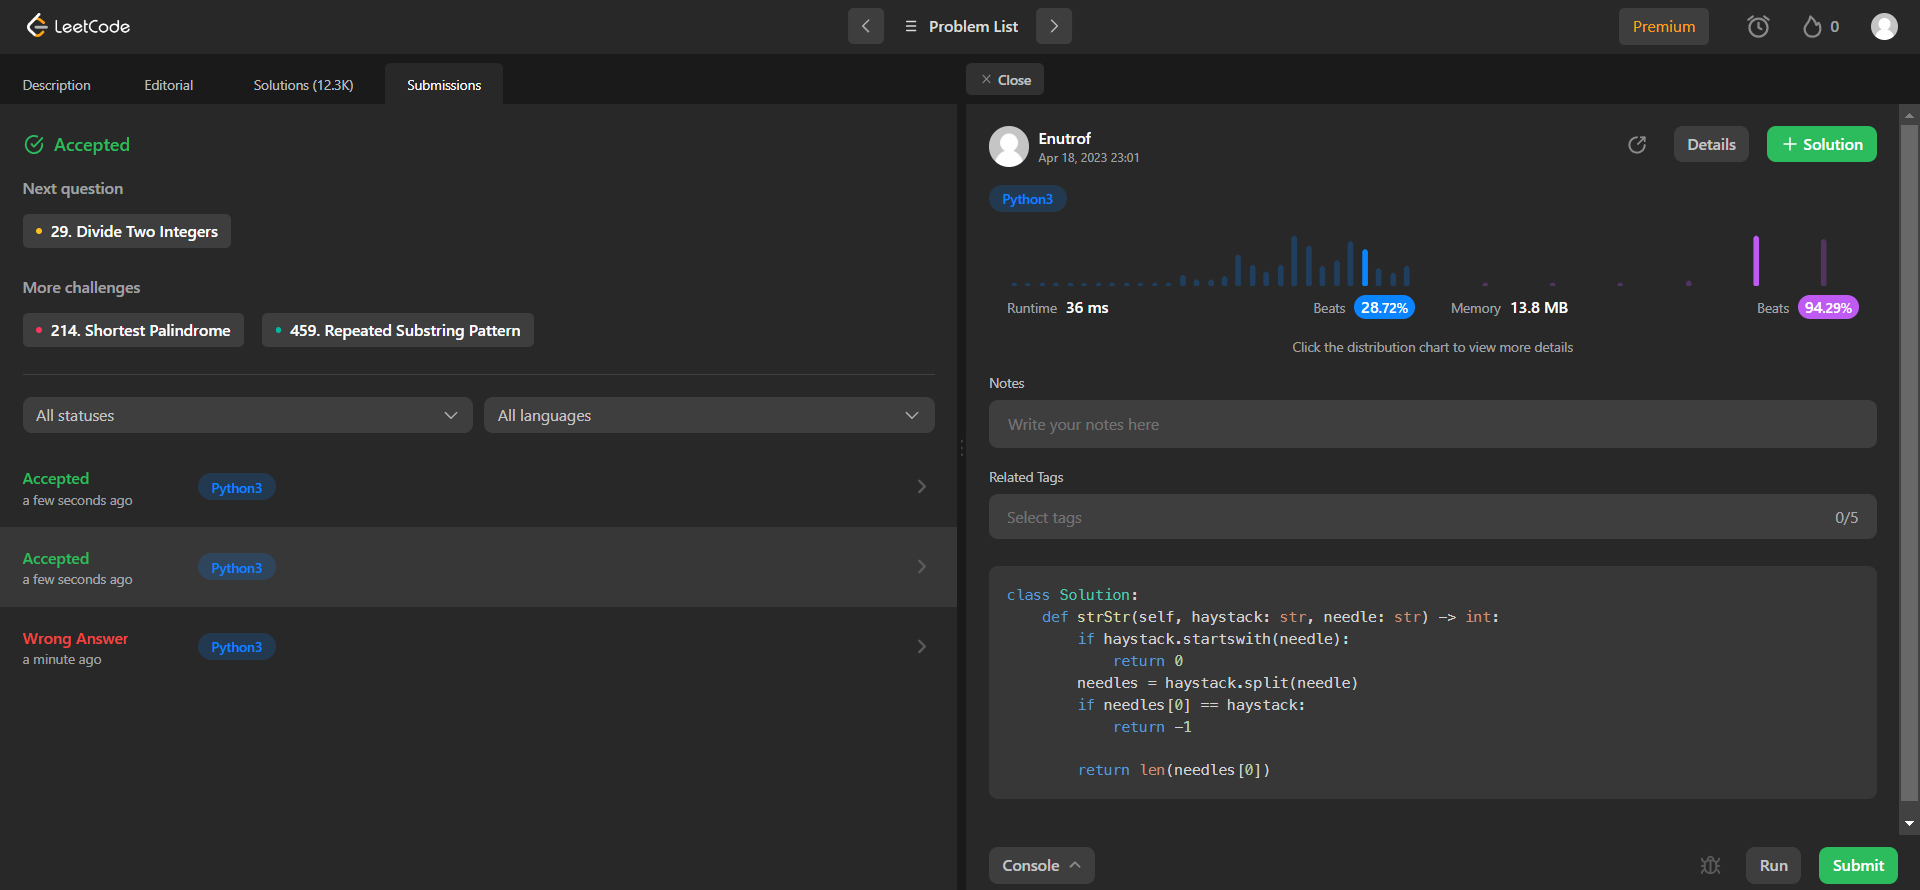 LeetCode
Problem List
Premium
0
Description
Editorial
Solutions (12.3K)
Submissions
Close
Accepted
Next question
29. Divide Two Integers
More challenges
214. Shortest Palindrome
459. Repeated Substring Pattern
All statuses
All languages
Accepted
a few seconds ago
Python3
Accepted
a few seconds ago
Python3
Wrong Answer
a minute ago
Python3
Enutrof
Apr 18, 2023 23:01
Details
+ Solution
Python3
Runtime 36 ms
Beats 28.72%
Memory 13.8 MB
Beats 94.29%
Click the distribution chart to view more details
Notes
Write your notes here
Related Tags
Select tags
0/5
class Solution:
    def strStr(self, haystack: str, needle: str) -> int:
        if haystack.startswith(needle):
            return 0
        needles = haystack.split(needle)
        if needles[0] == haystack:
            return -1
        return len(needles[0])
Console
Run
Submit